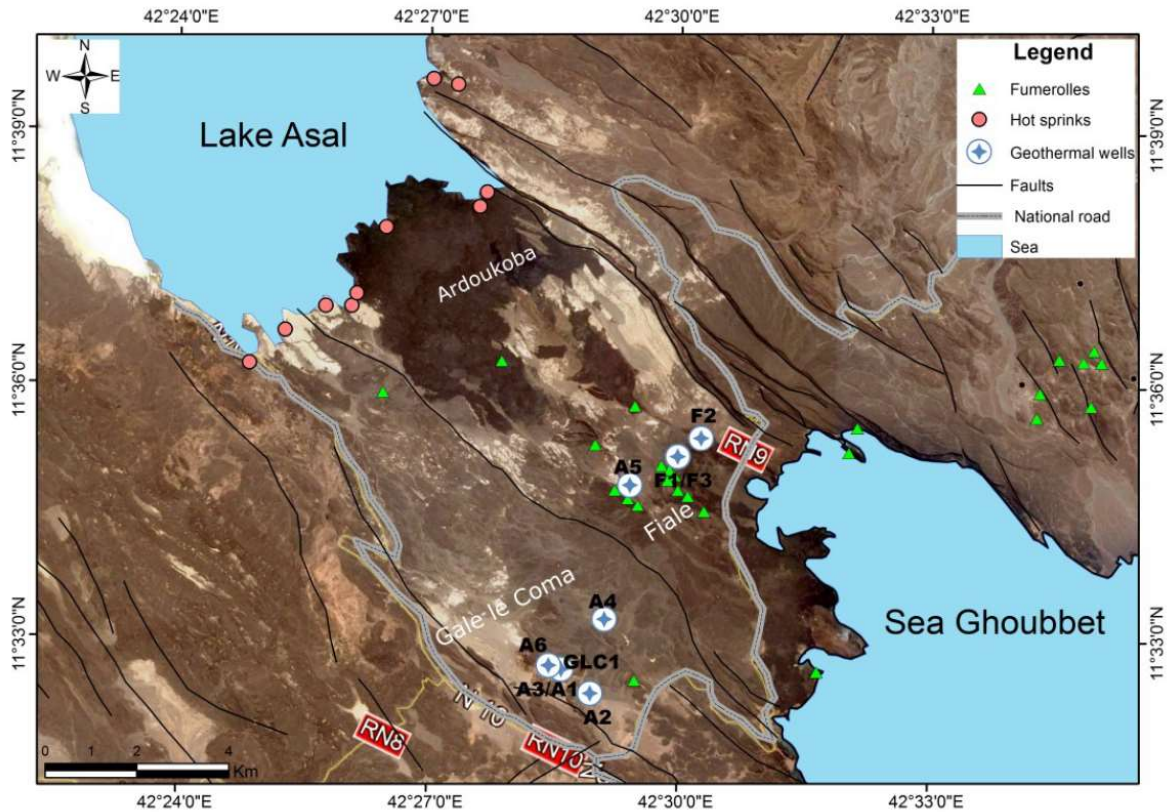 42°24'0"E 42°27'0"E 42°30'0"E 42°33'0"E
N
W E
S
Legend
Fumerolles
Hot sprinks
Geothermal wells
Faults
National road
Sea
11°39'0"N 11°39'0"N
Lake Asal
Ardoukoba
11°36'0"N 11°36'0"N
F2
RN9
A5
F1/F3
Fiale
A4
Gale le Coma
Sea Ghoubbet
11°33'0"N 11°33'0"N
A6
GLC1
A3/A1
A2
N 10
RN8
RN10
0 1 2 4
Km
42°24'0"E 42°27'0"E 42°30'0"E 42°33'0"E